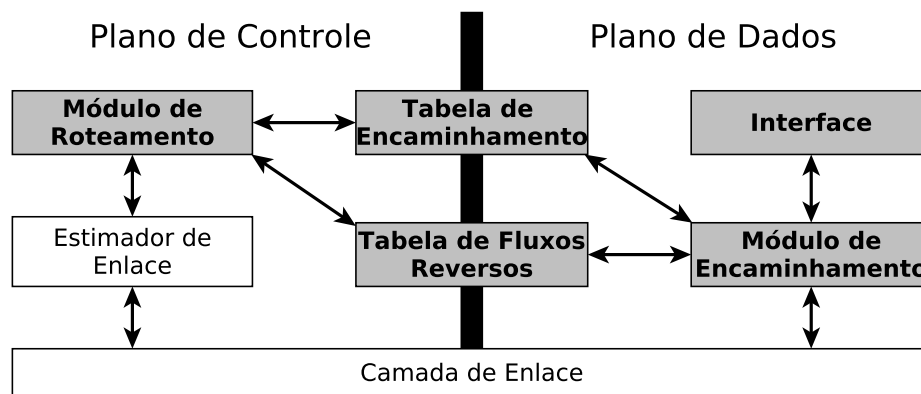 Plano de Controle
Plano de Dados
Módulo de
Roteamento
Tabela de
Encaminhamento
Interface
Estimador de
Enlace
Tabela de Fluxos
Reversos
Módulo de
Encaminhamento
Camada de Enlace